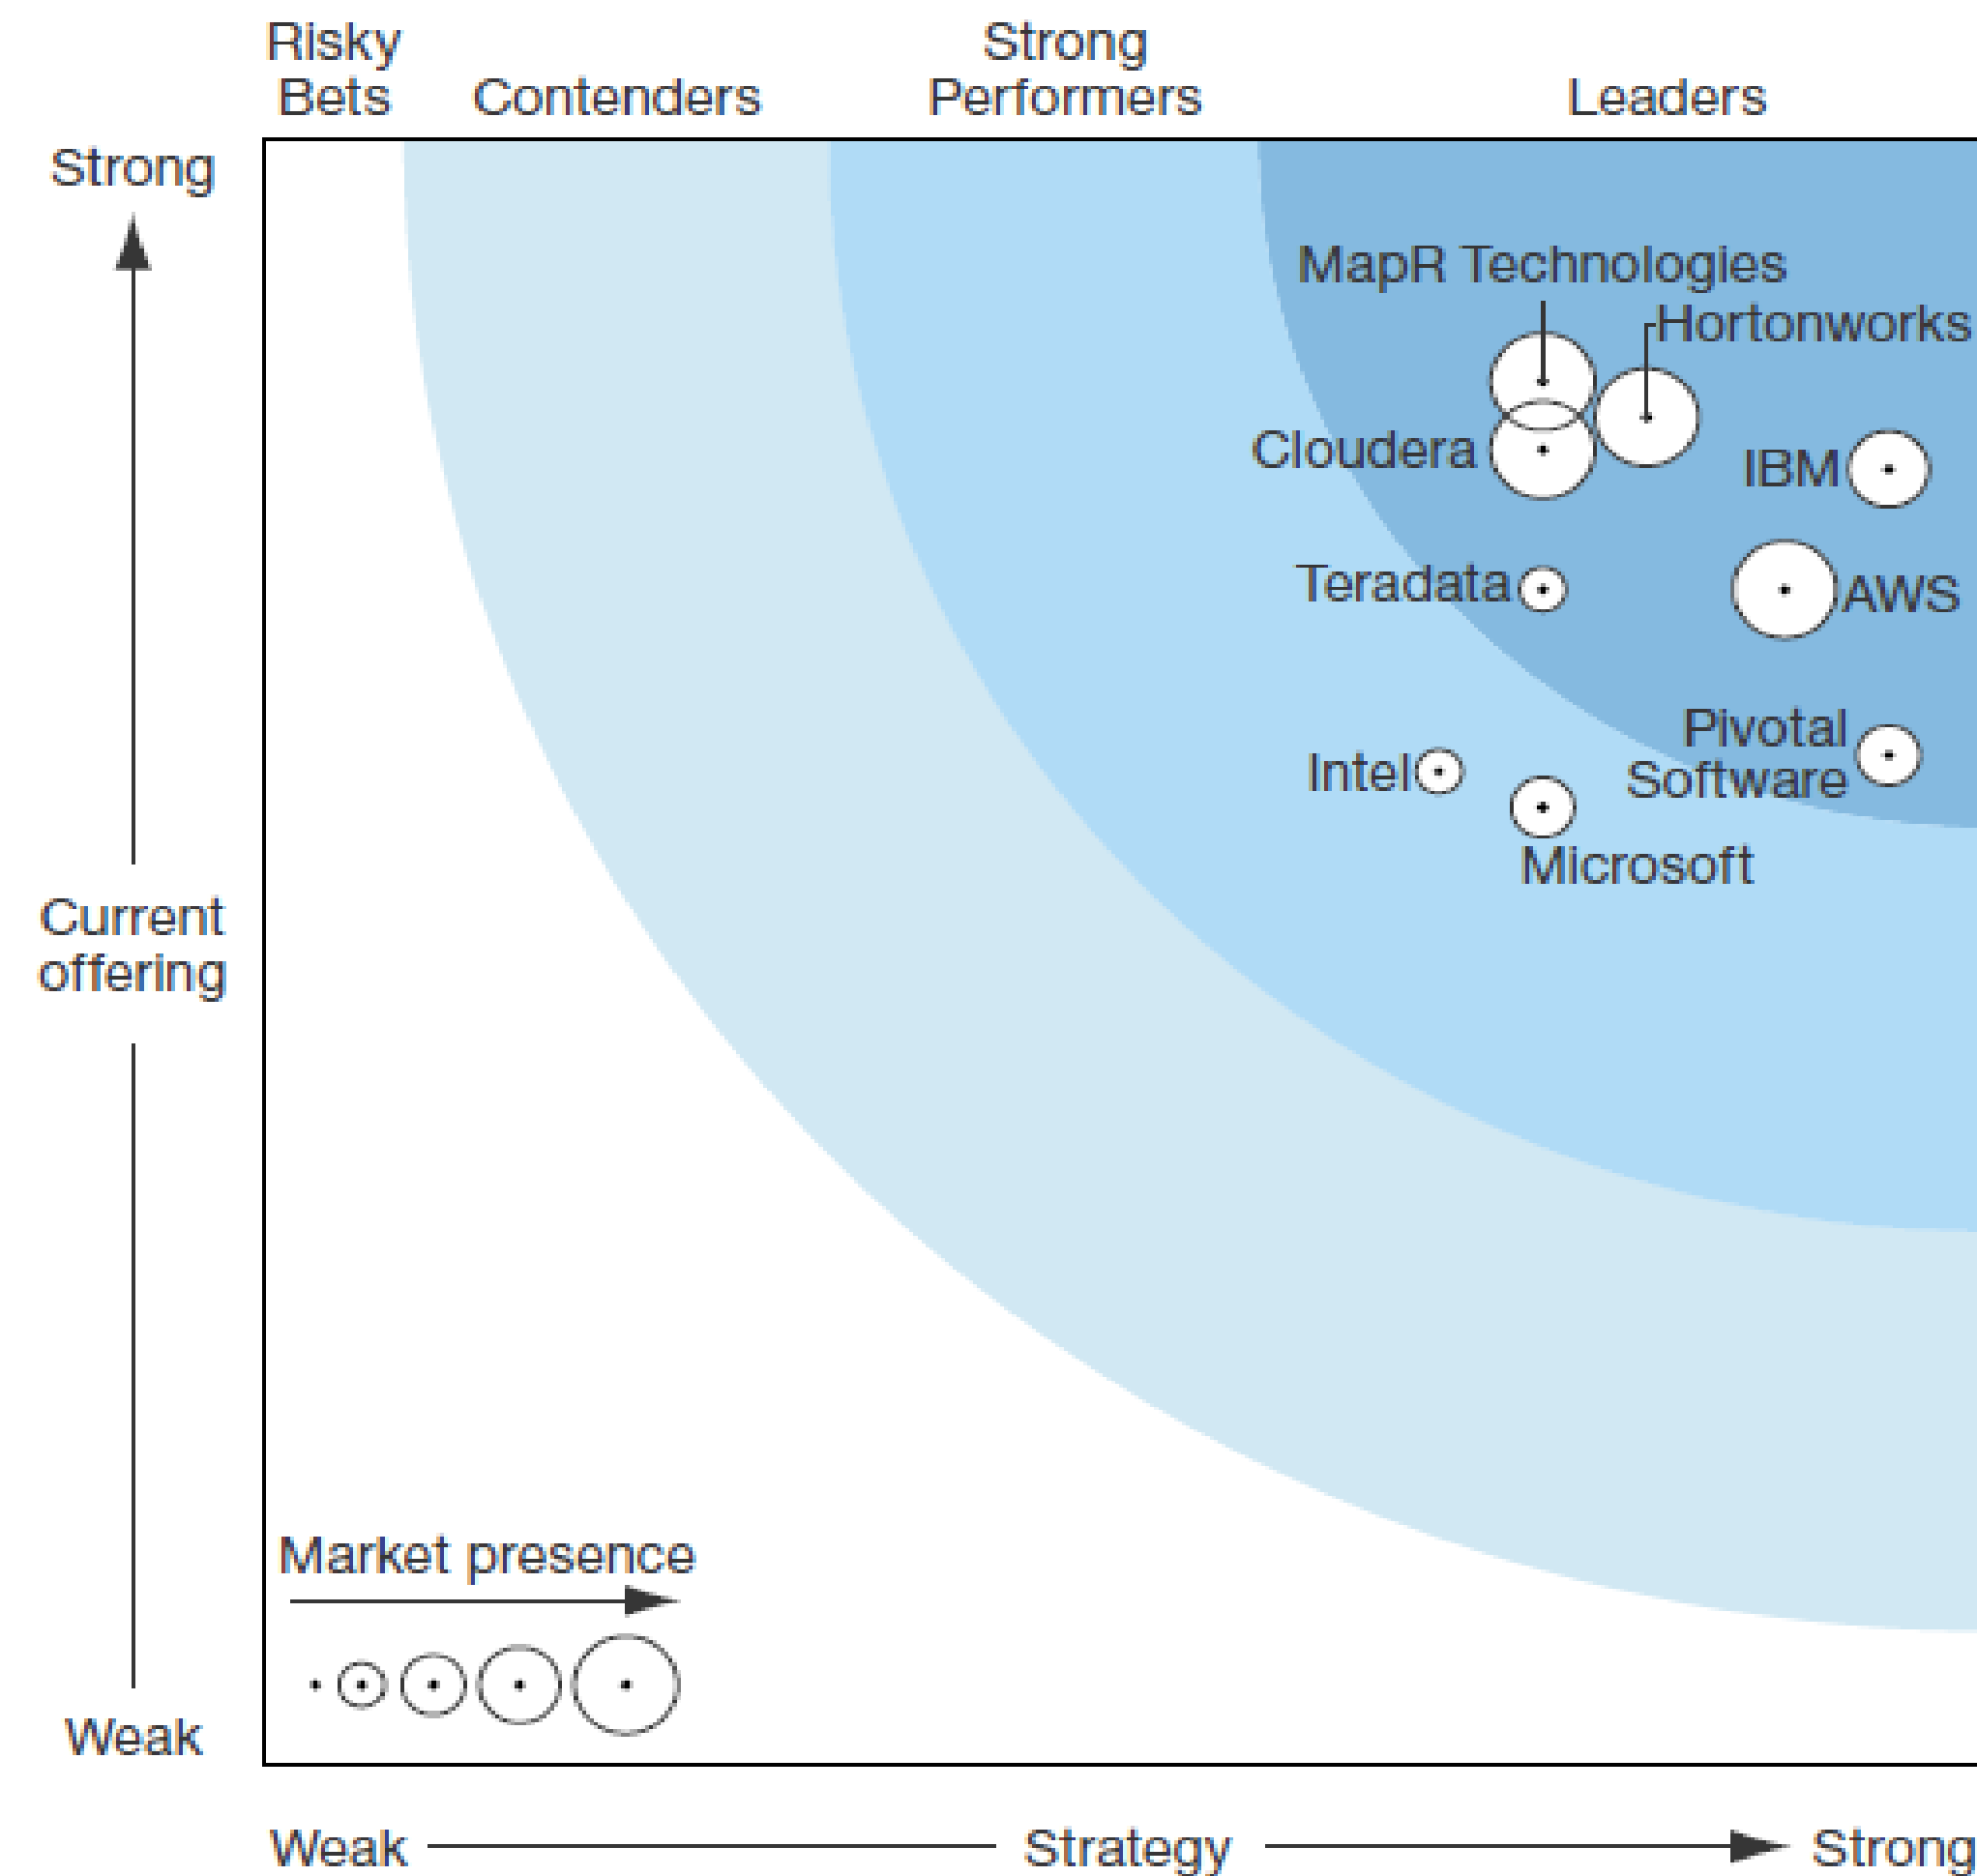 Risky
Bets
Contenders
Strong
Performers
Leaders
Strong
MapR Technologies
Hortonworks
Cloudera
IBM
Teradata
AWS
Pivotal
Software
Intel
Microsoft
Current
offering
Market presence
Weak
Weak
Strategy
Strong